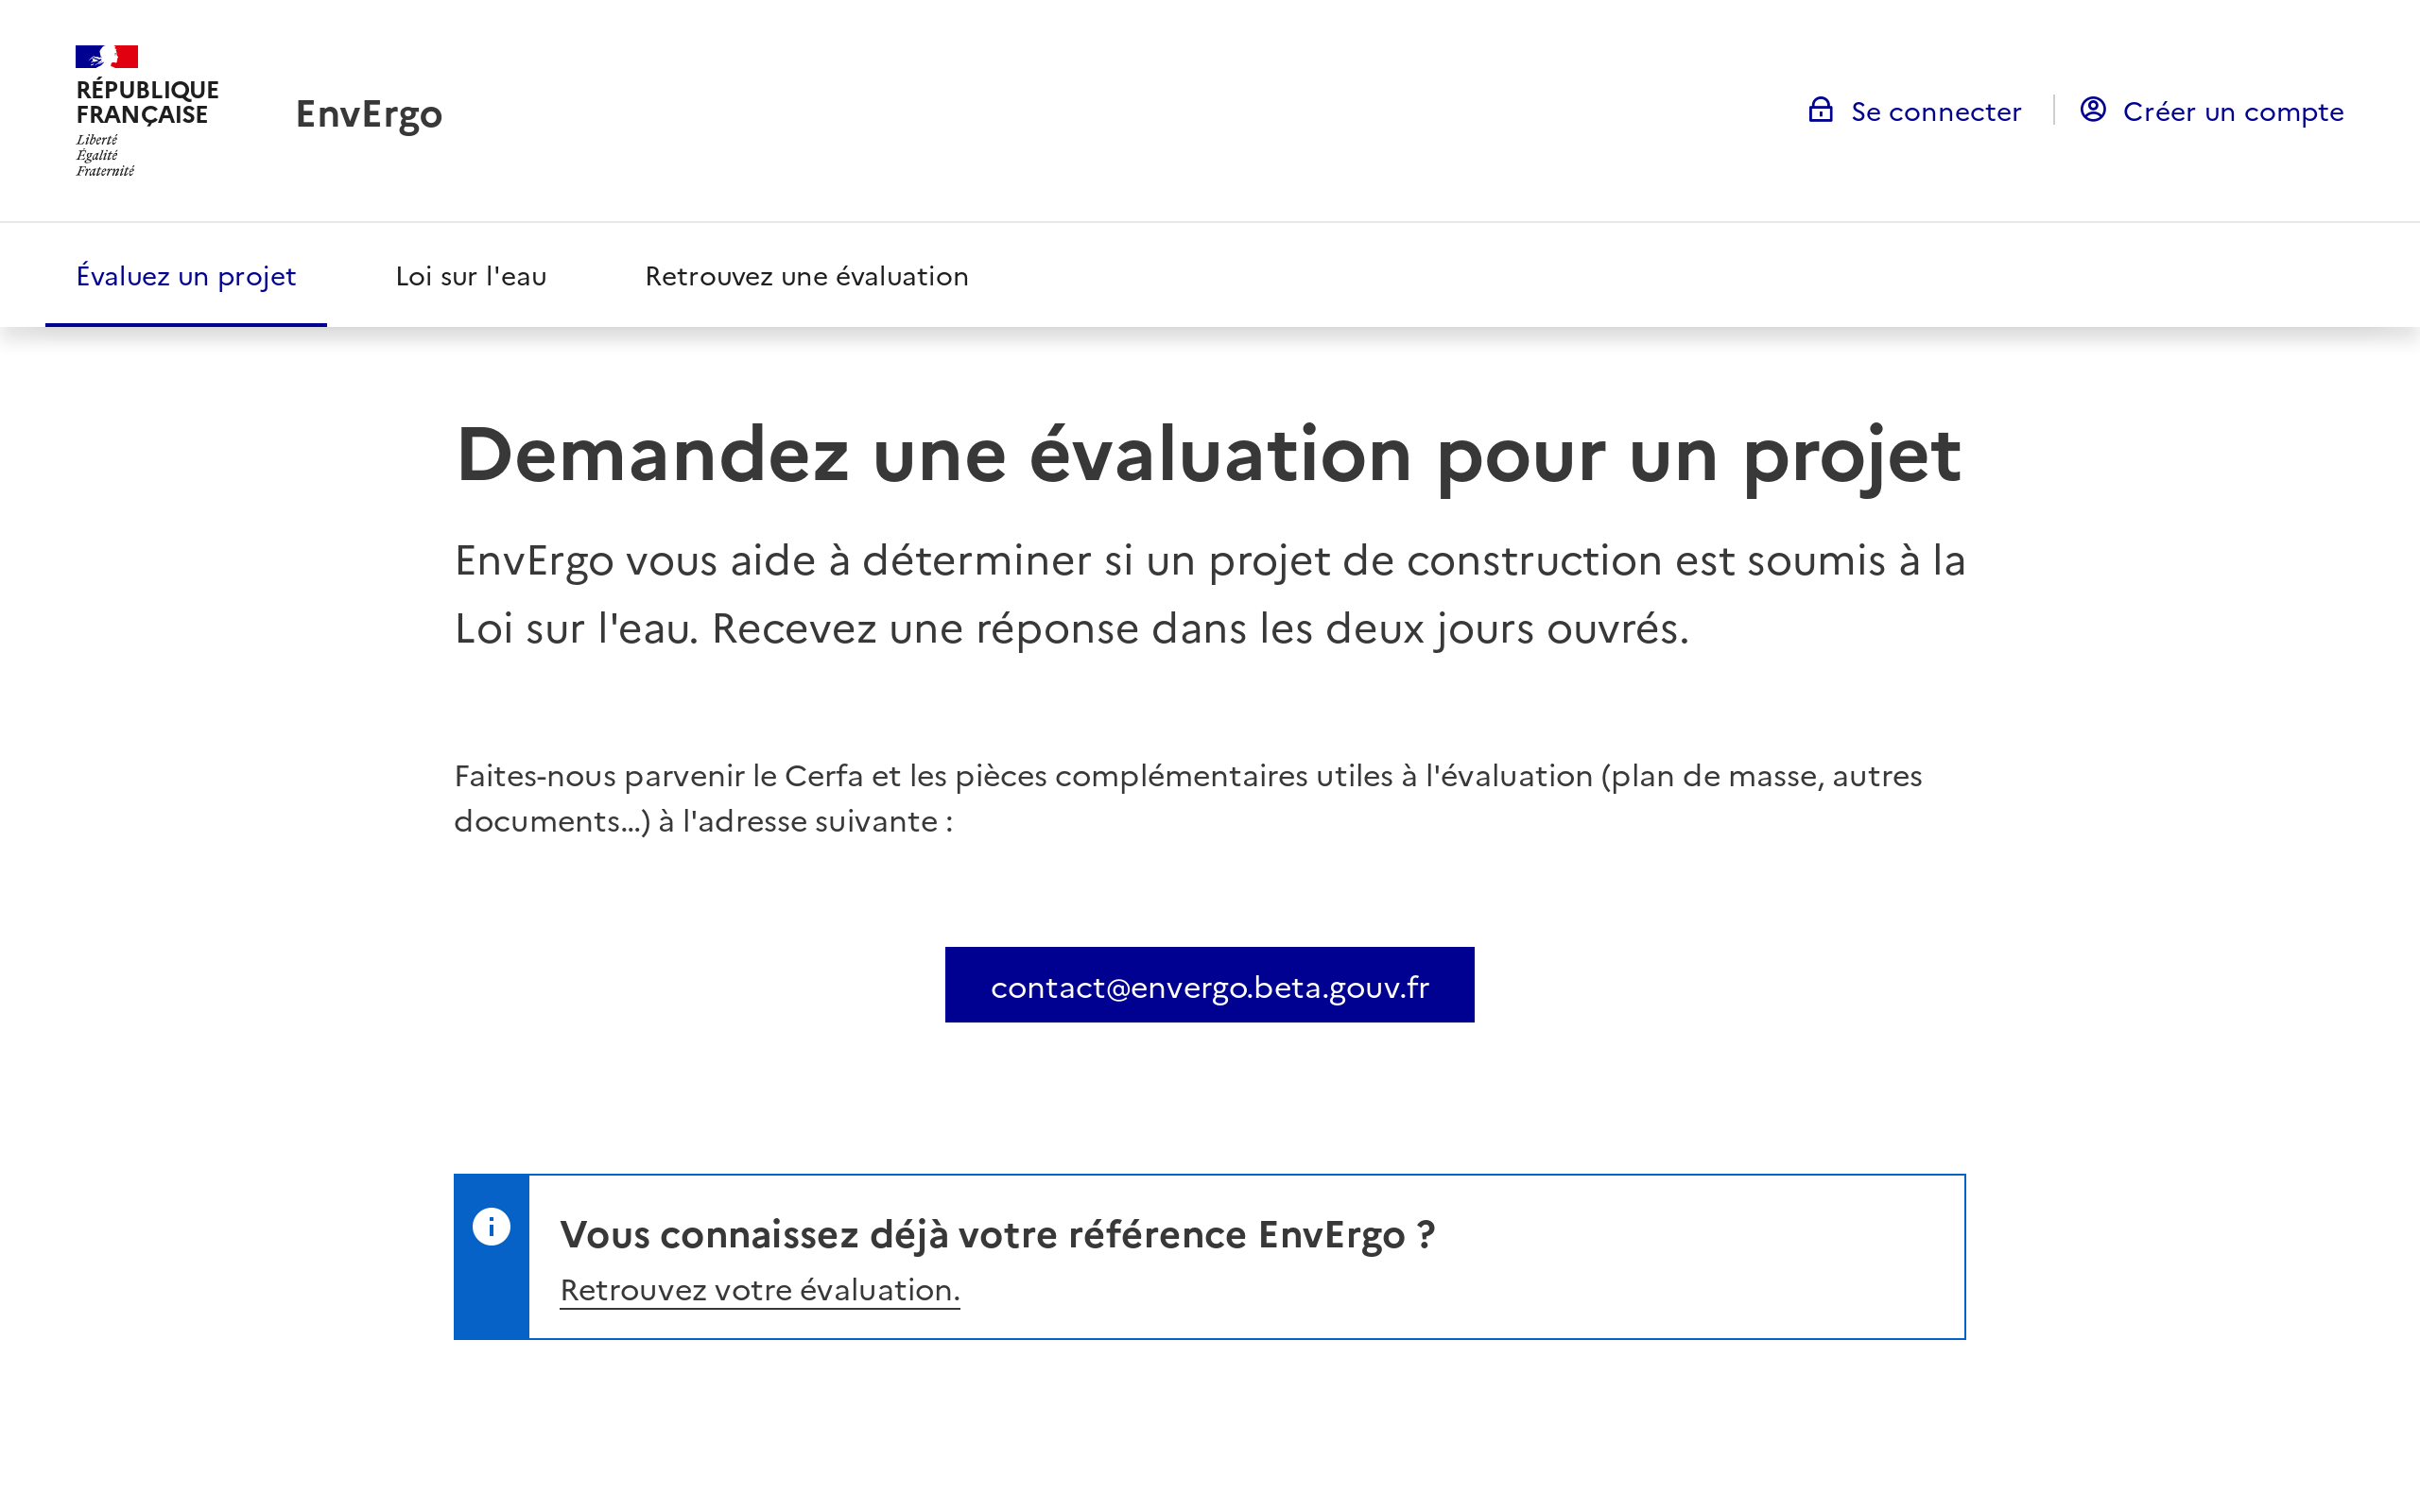 RÉPUBLIQUE
FRANÇAISE
Liberté
Égalité
Fraternité
EnvErgo
Se connecter
Créer un compte
Évaluez un projet
Loi sur l'eau
Retrouvez une évaluation
Demandez une évaluation pour un projet
EnvErgo vous aide à déterminer si un projet de construction est soumis à la
Loi sur l'eau. Recevez une réponse dans les deux jours ouvrés.
Faites-nous parvenir le Cerfa et les pièces complémentaires utiles à l'évaluation (plan de masse, autres
documents…) à l'adresse suivante :
contact@envergo.beta.gouv.fr
Vous connaissez déjà votre référence EnvErgo ?
Retrouvez votre évaluation.